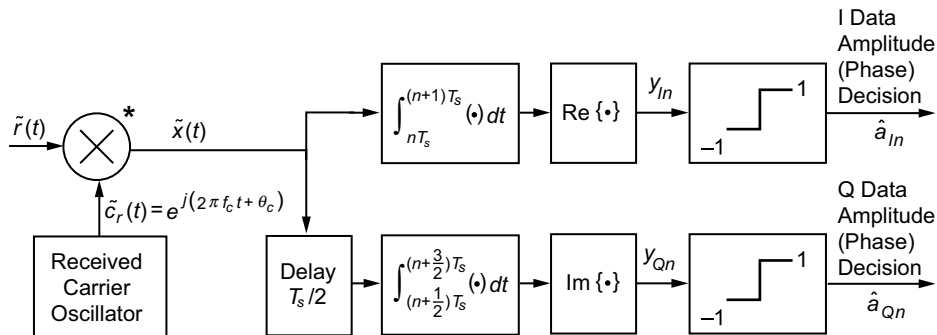 I Data
Amplitude
(Phase)
Decision
∫_{nT_s}^{(n+1)T_s} (•) dt
Re {•}
y_{In}
1
–1
â_{In}
r̃(t)
*
x̃(t)
c̃_r(t) = e^{j(2πf_c t + θ_c)}
Received
Carrier
Oscillator
Delay
T_s/2
∫_{(n+\frac{1}{2})T_s}^{(n+\frac{3}{2})T_s} (•) dt
Im {•}
y_{Qn}
1
–1
Q Data
Amplitude
(Phase)
Decision
â_{Qn}